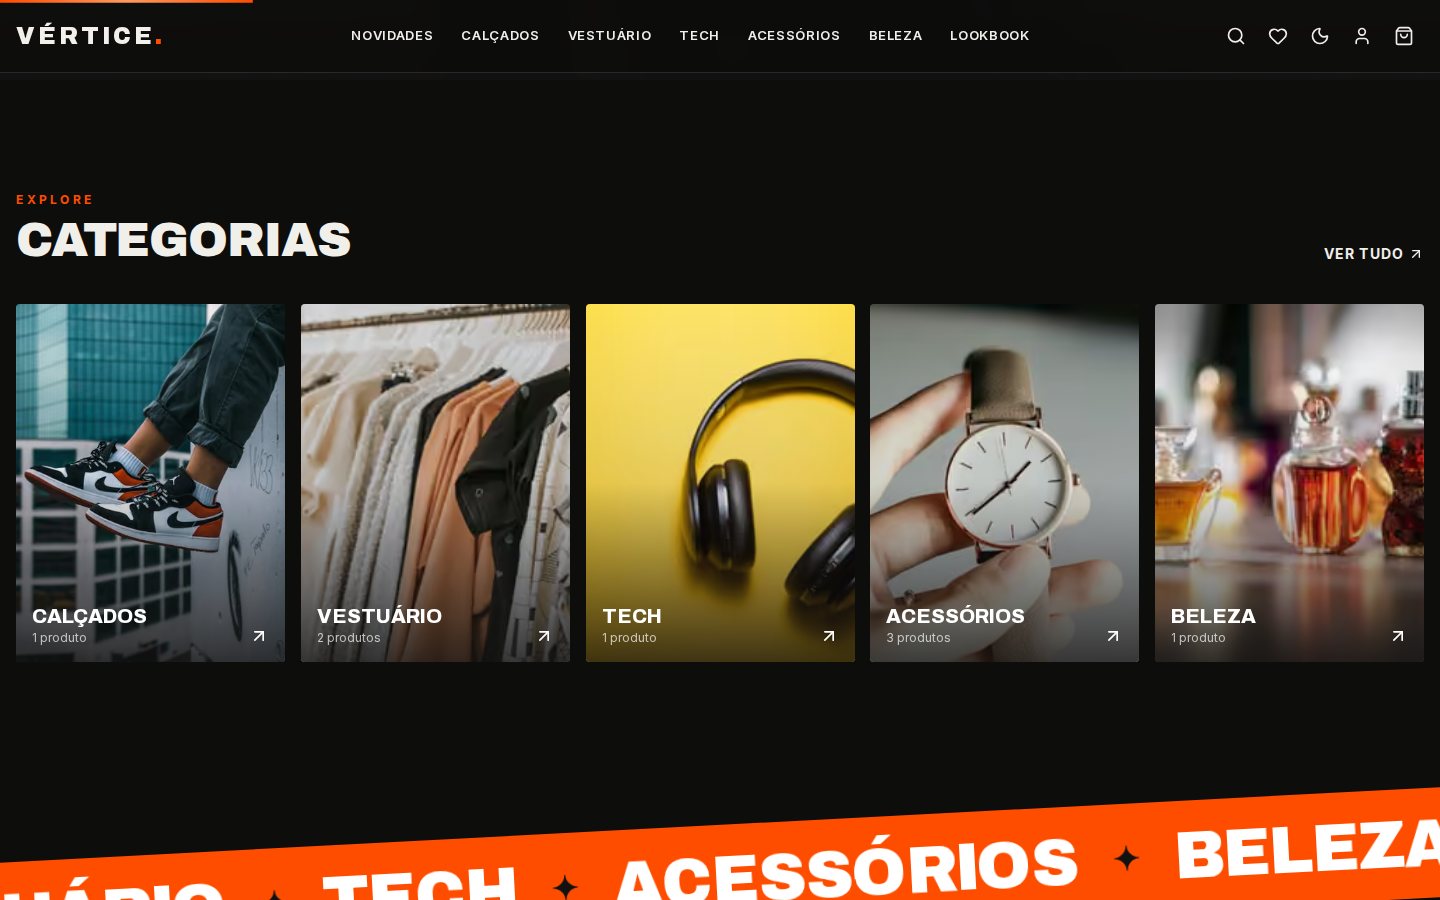 VÉRTICE.
NOVIDADES CALÇADOS VESTUÁRIO TECH ACESSÓRIOS BELEZA LOOKBOOK
EXPLORE
CATEGORIAS
VER TUDO
CALÇADOS
1 produto
VESTUÁRIO
2 produtos
TECH
1 produto
ACESSÓRIOS
3 produtos
BELEZA
1 produto
UÁRIO ✦ TECH ✦ ACESSÓRIOS ✦ BELEZA